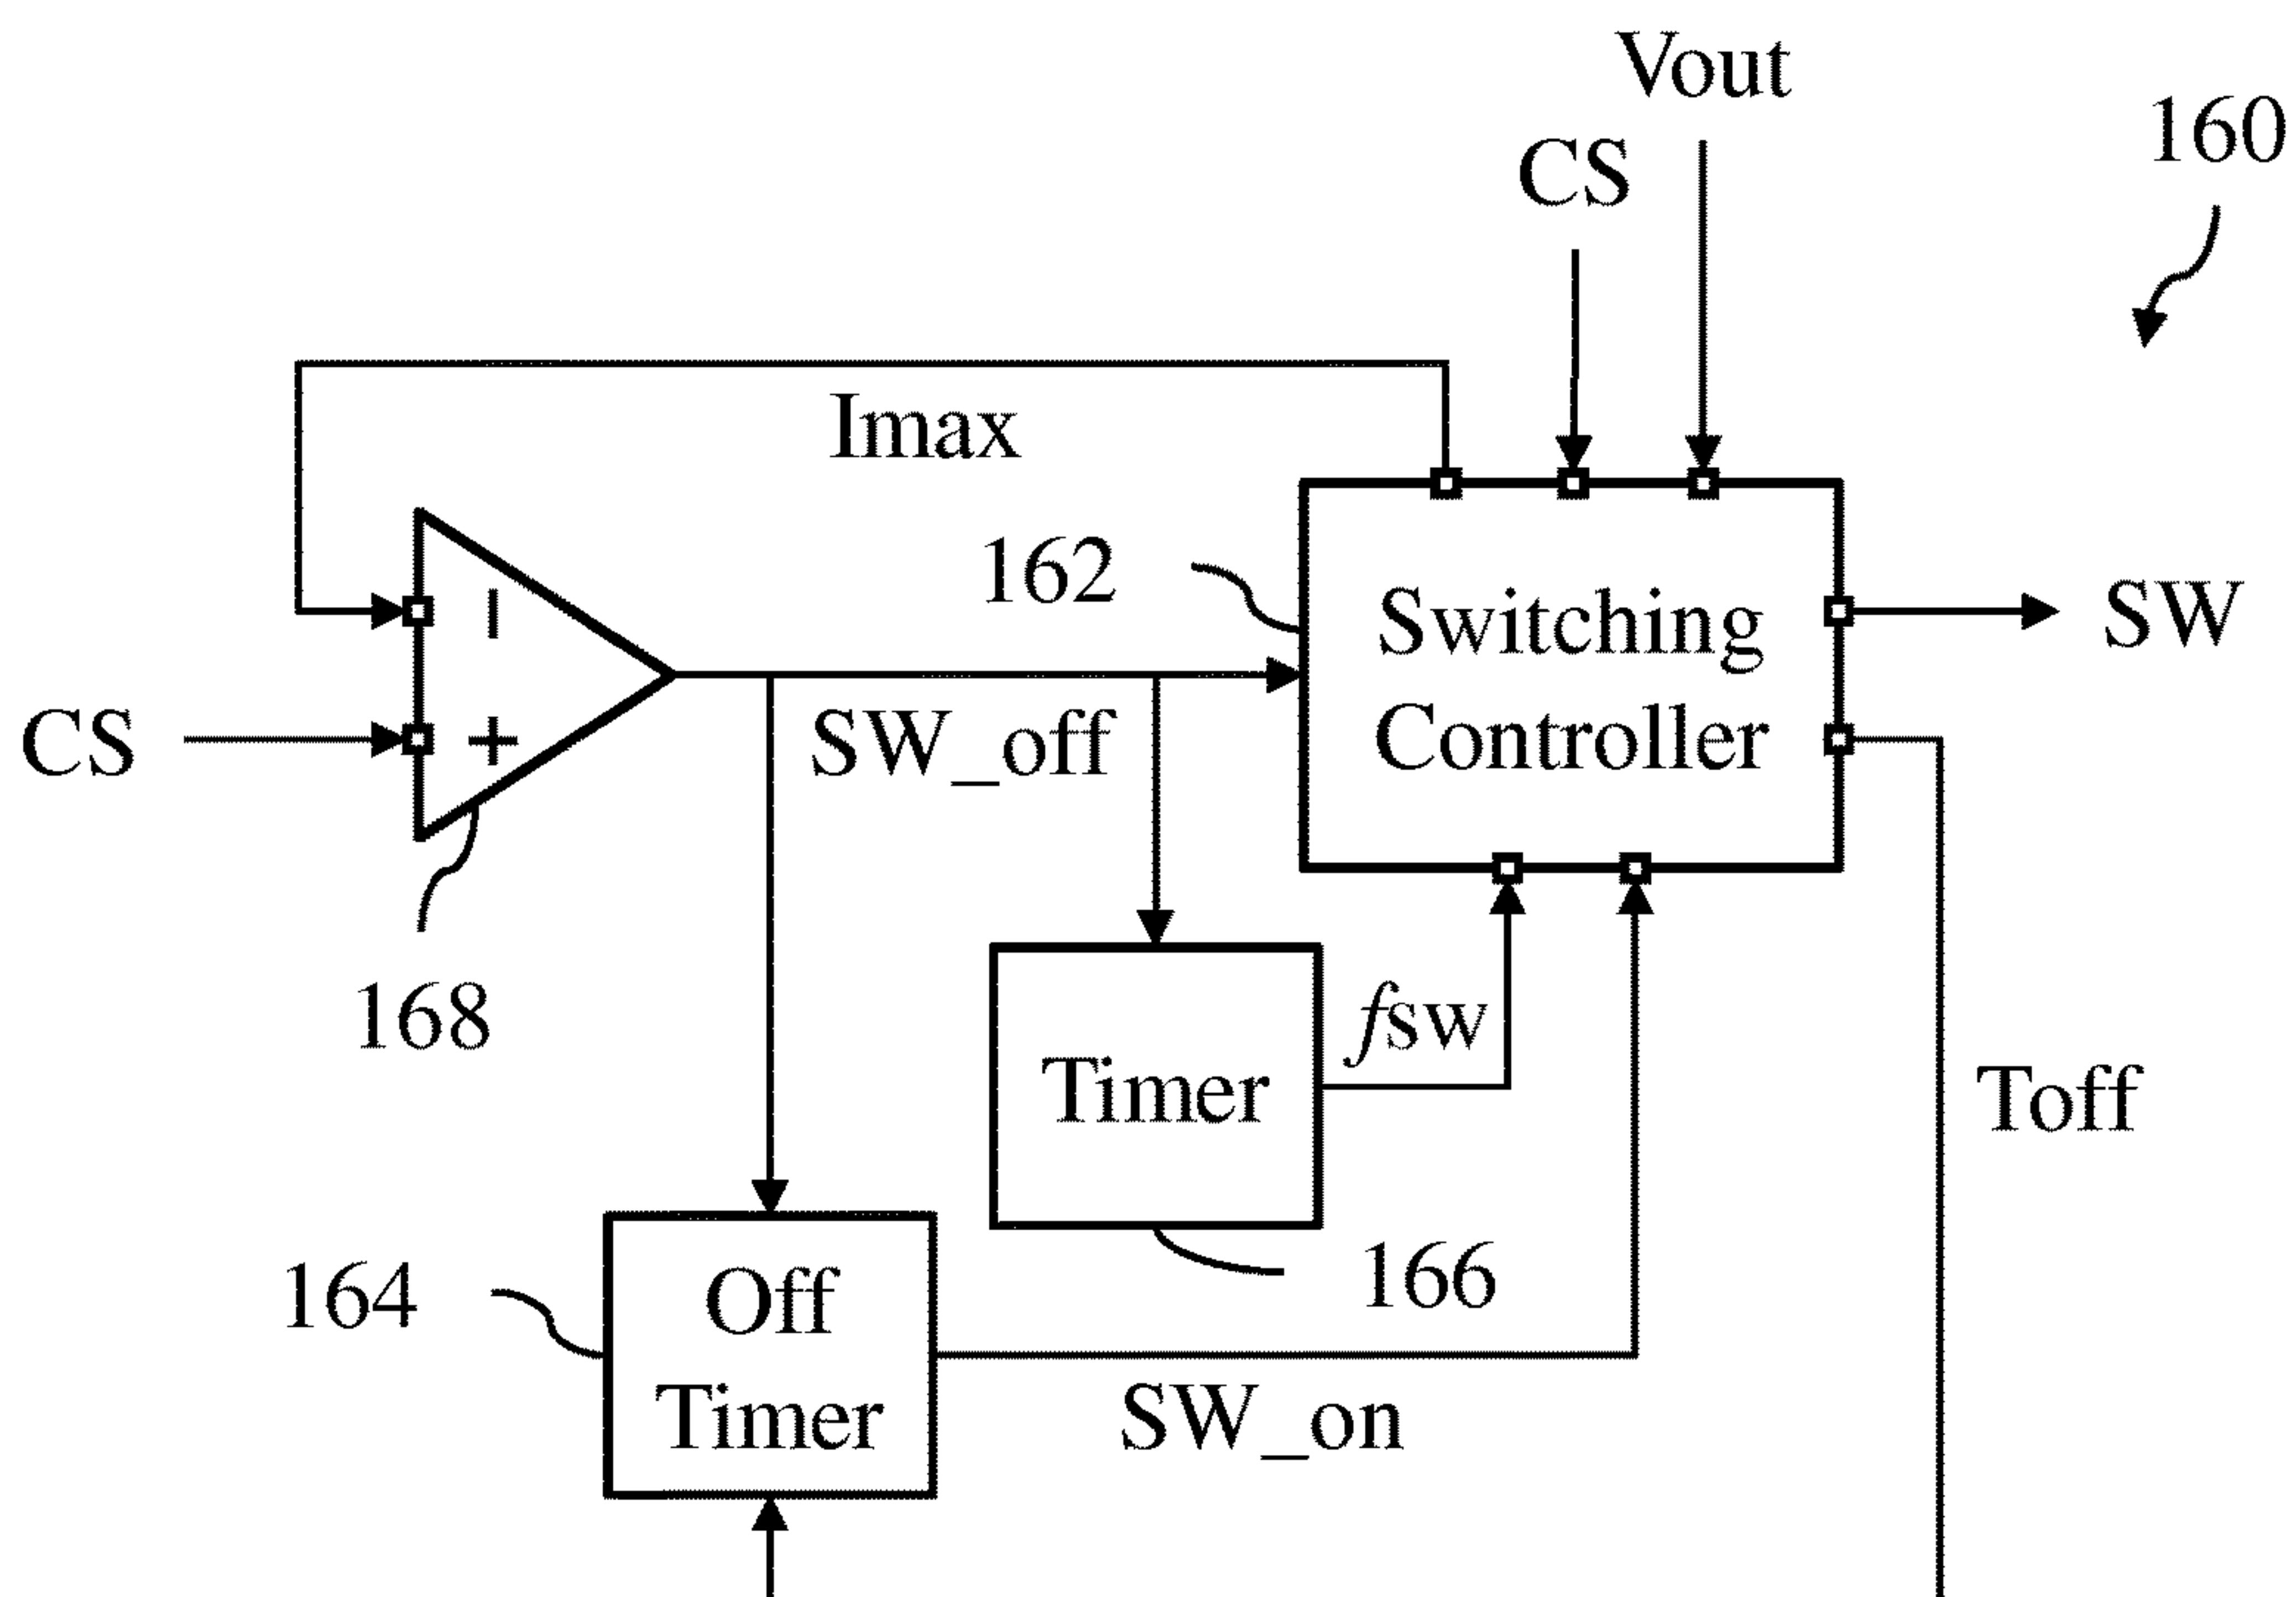 Vout
CS
160
Imax
162
Switching
Controller
SW
CS
−
+
SW_off
168
fsw
Timer
Toff
164
Off
Timer
166
SW_on